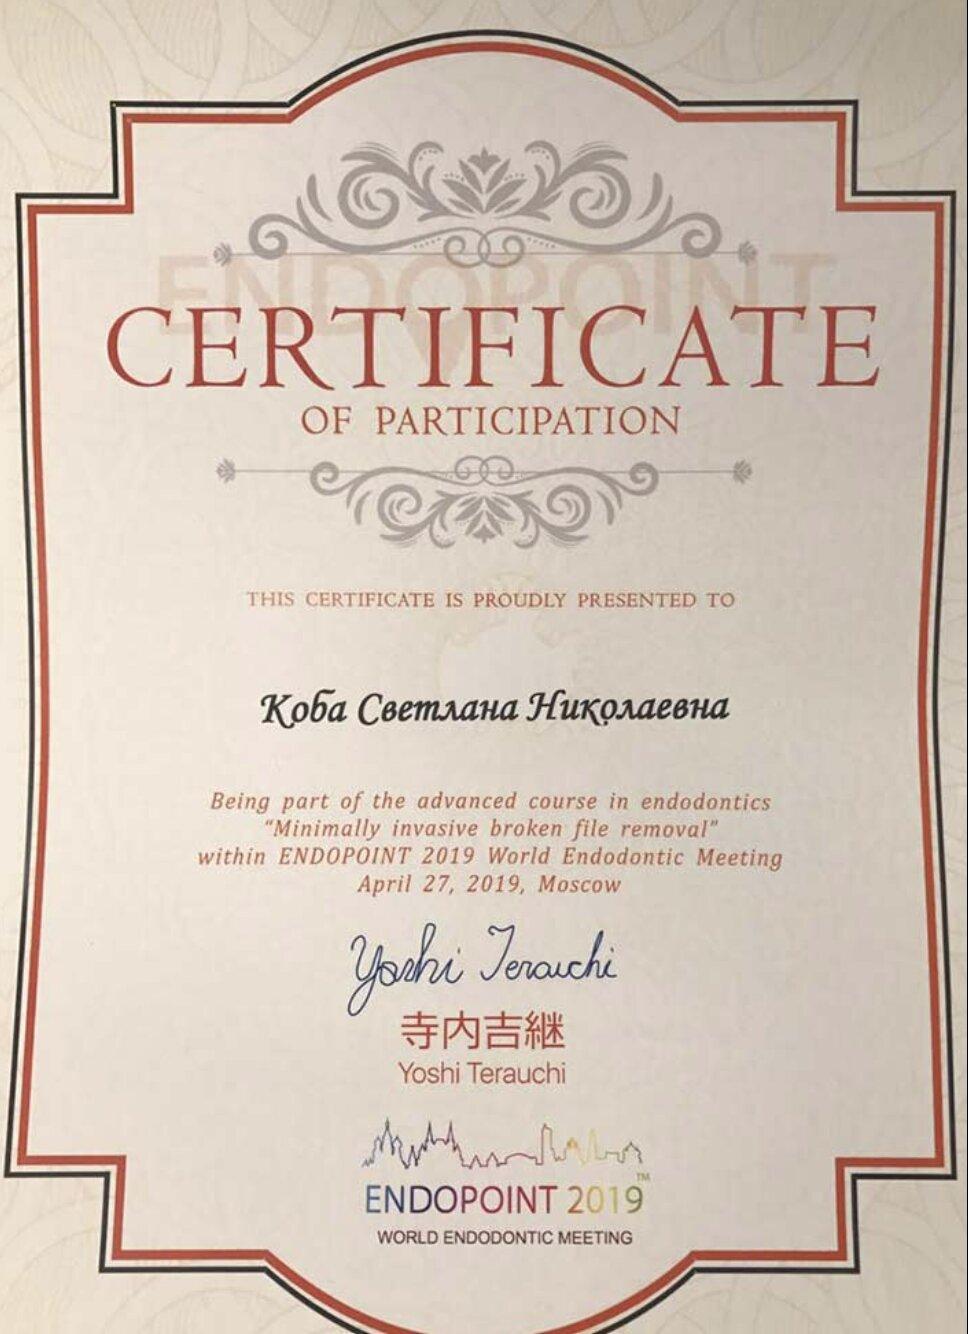 ENDOPOINT
CERTIFICATE
OF PARTICIPATION
THIS CERTIFICATE IS PROUDLY PRESENTED TO
Коба Светлана Николаевна
Being part of the advanced course in endodontics
“Minimally invasive broken file removal”
within ENDOPOINT 2019 World Endodontic Meeting
April 27, 2019, Moscow
Yoshi Terauchi
寺内吉継
Yoshi Terauchi
ENDOPOINT 2019™
WORLD ENDODONTIC MEETING